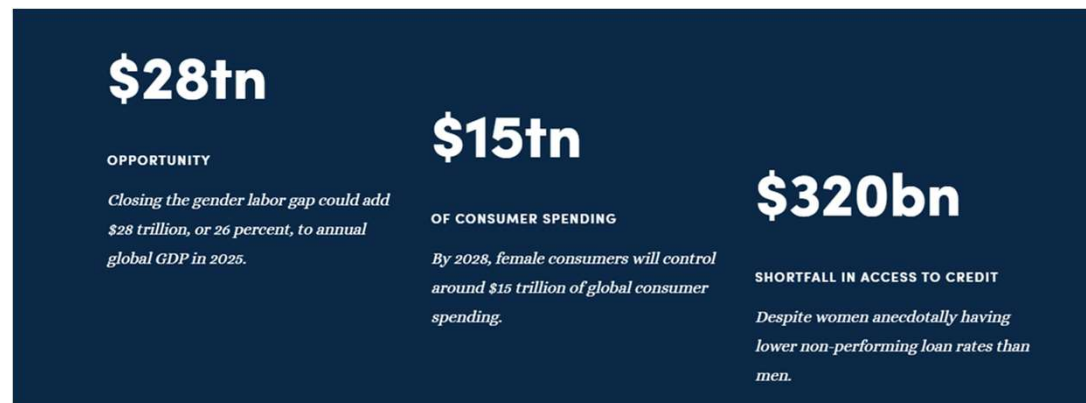 $28tn
OPPORTUNITY
Closing the gender labor gap could add
$28 trillion, or 26 percent, to annual
global GDP in 2025.
$15tn
OF CONSUMER SPENDING
By 2028, female consumers will control
around $15 trillion of global consumer
spending.
$320bn
SHORTFALL IN ACCESS TO CREDIT
Despite women anecdotally having
lower non-performing loan rates than
men.